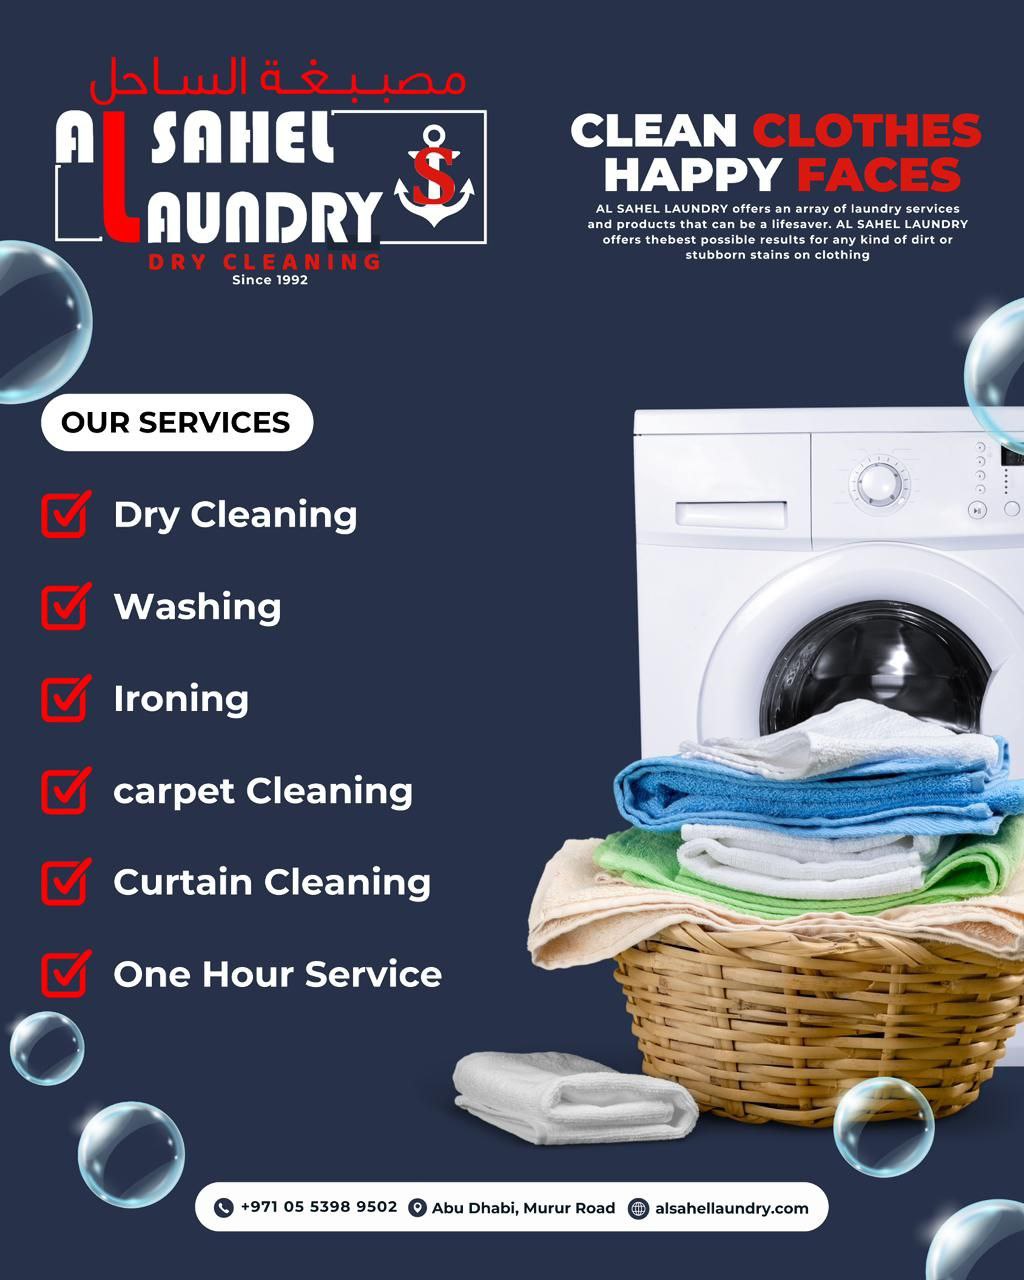 مصبيغة الساحل
AL SAHEL
LAUNDRY
S
DRY CLEANING
Since 1992
CLEAN CLOTHES
HAPPY FACES
AL SAHEL LAUNDRY offers an array of laundry services
and products that can be a lifesaver. AL SAHEL LAUNDRY
offers thebest possible results for any kind of dirt or
stubborn stains on clothing
OUR SERVICES
Dry Cleaning
Washing
Ironing
carpet Cleaning
Curtain Cleaning
One Hour Service
+971 05 5398 9502 Abu Dhabi, Murur Road alsahellaundry.com